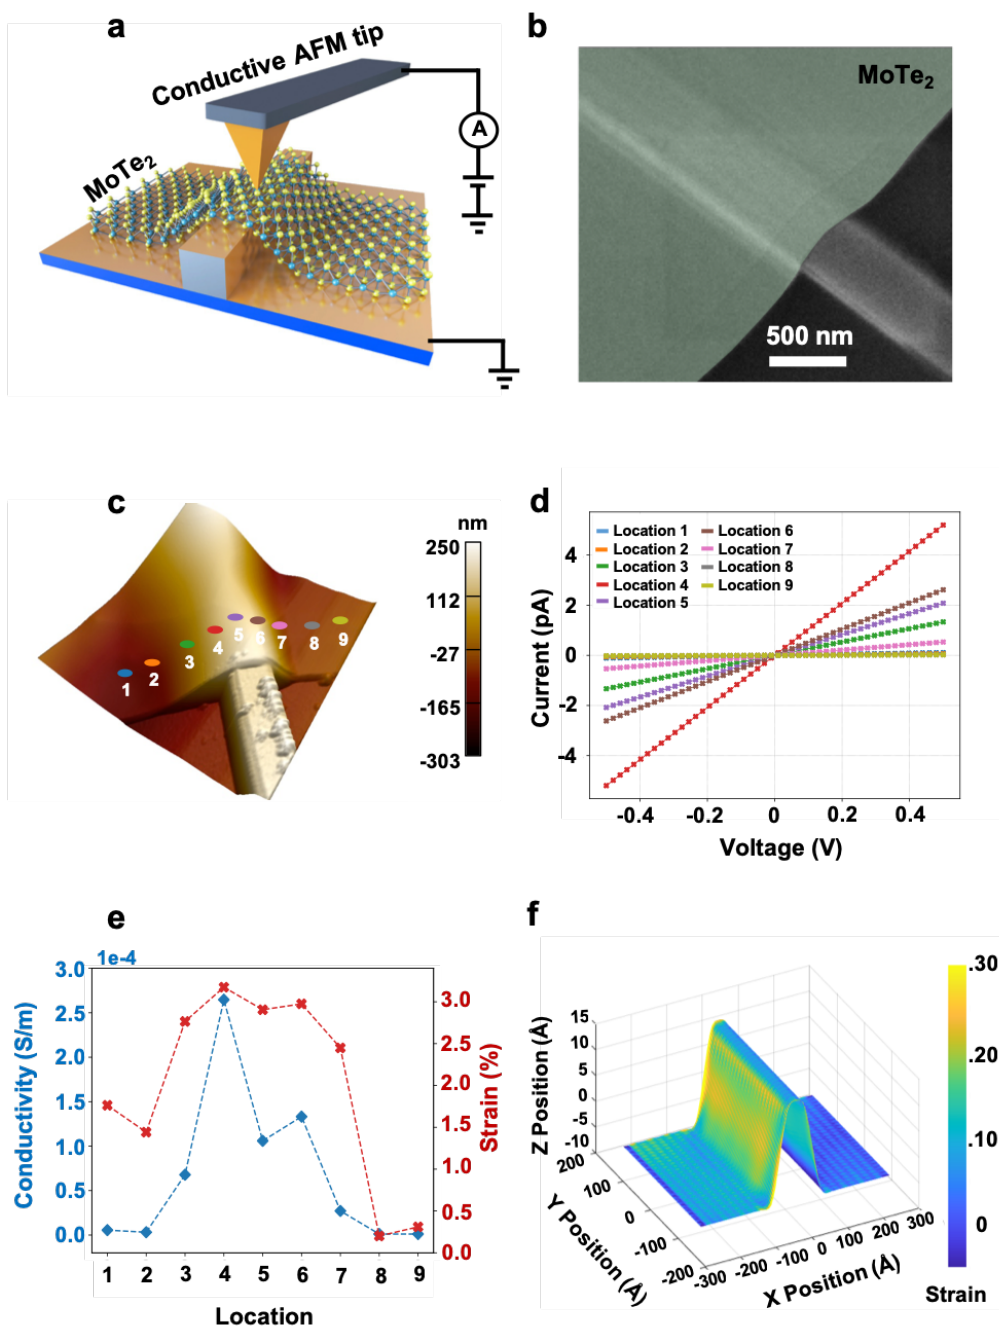 a
Conductive AFM tip
A
MoTe2
b
MoTe2
500 nm
c
nm
250
112
-27
-165
-303
1
2
3
4
5
6
7
8
9
d
Location 1
Location 2
Location 3
Location 4
Location 5
Location 6
Location 7
Location 8
Location 9
4
2
0
-2
-4
Current (pA)
-0.4
-0.2
0
0.2
0.4
Voltage (V)
e
1e-4
3.0
2.5
2.0
1.5
1.0
0.5
0.0
Conductivity (S/m)
3.0
2.5
2.0
1.5
1.0
0.5
0.0
Strain (%)
1
2
3
4
5
6
7
8
9
Location
f
15
10
5
0
-5
-10
Z Position (Å)
200
100
0
-100
-200
Y Position (Å)
-300
-200
-100
0
100
200
300
X Position (Å)
.30
.20
.10
0
Strain